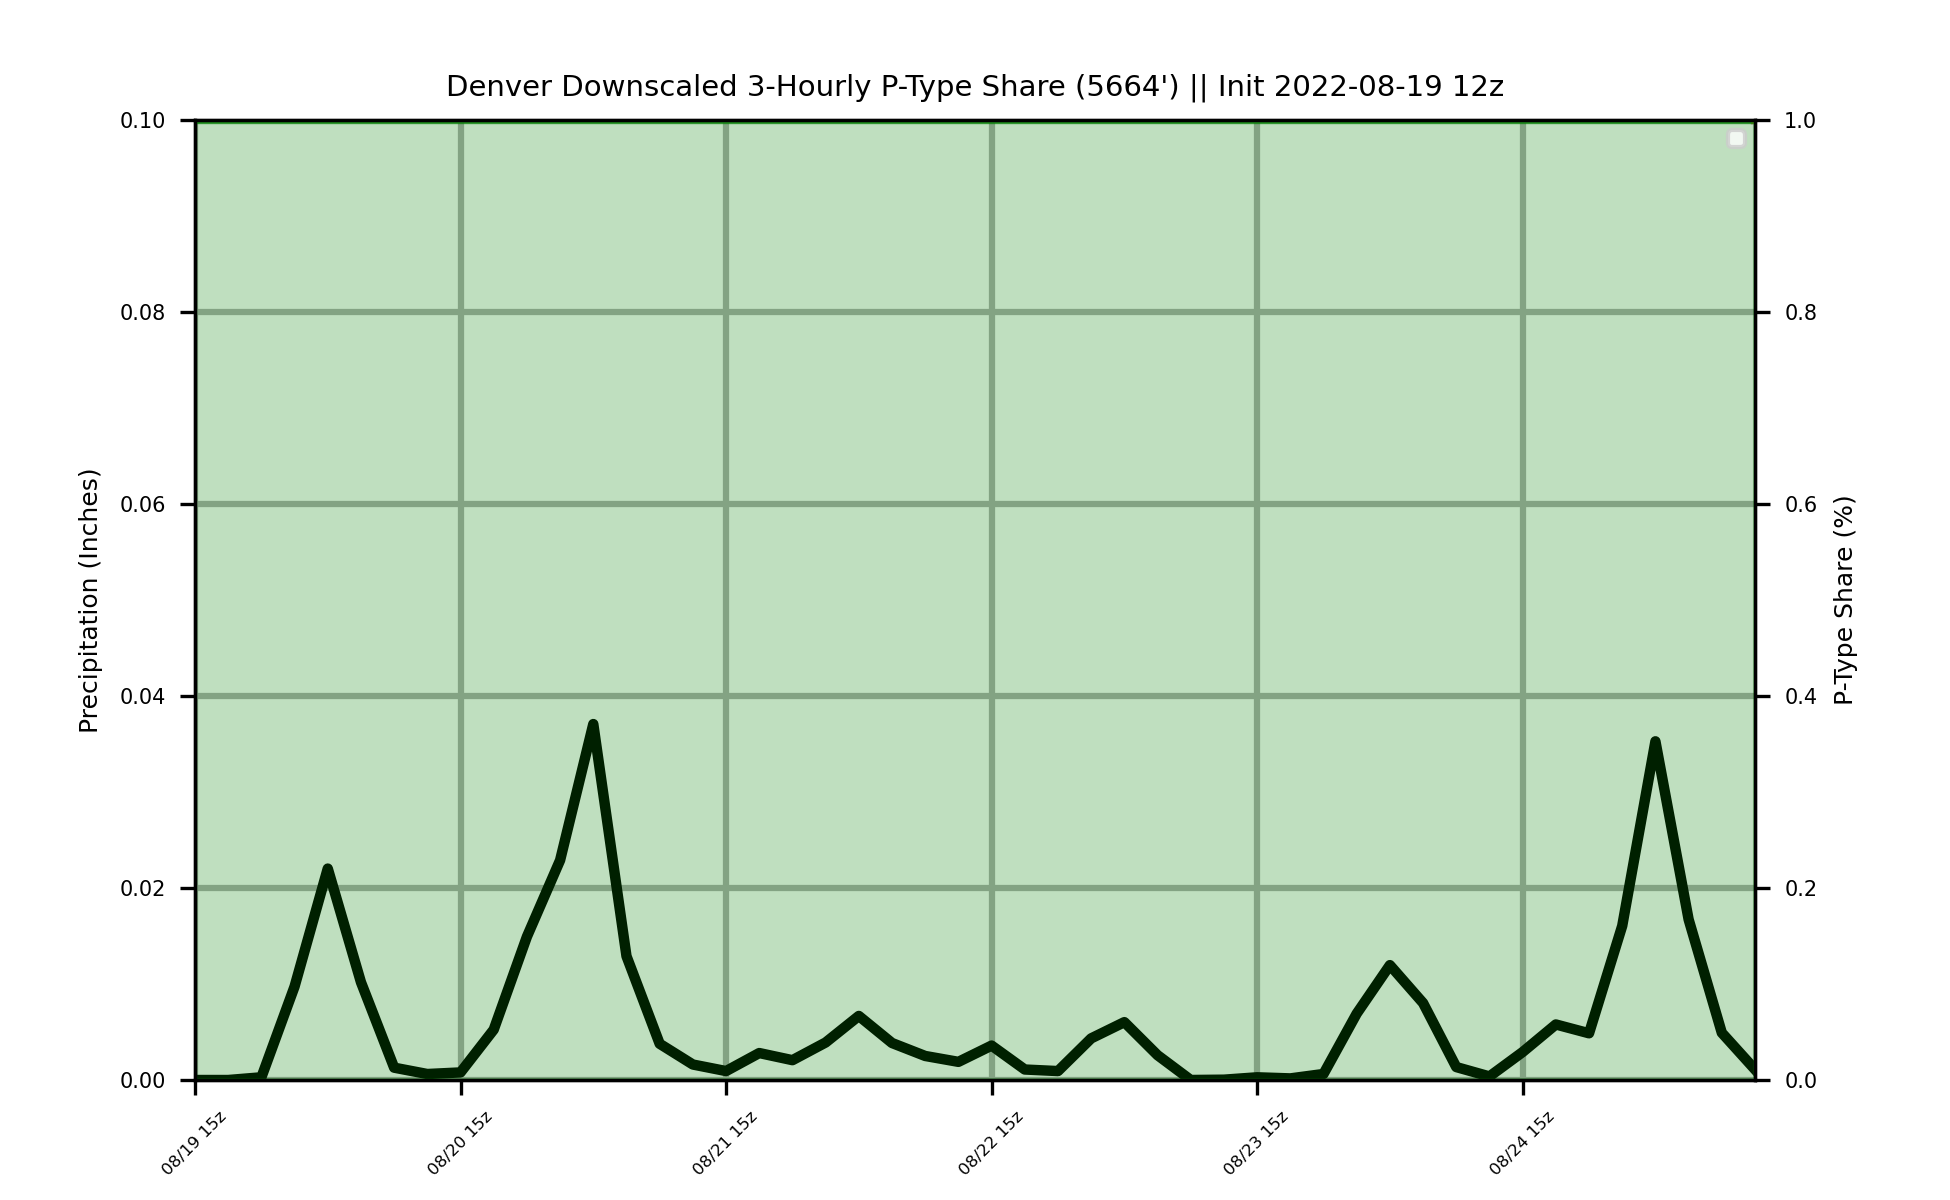 Denver Downscaled 3-Hourly P-Type Share (5664') || Init 2022-08-19 12z
Precipitation (Inches)
0.10
0.08
0.06
0.04
0.02
0.00
1.0
0.8
0.6
0.4
0.2
0.0
P-Type Share (%)
08/19 15z
08/20 15z
08/21 15z
08/22 15z
08/23 15z
08/24 15z